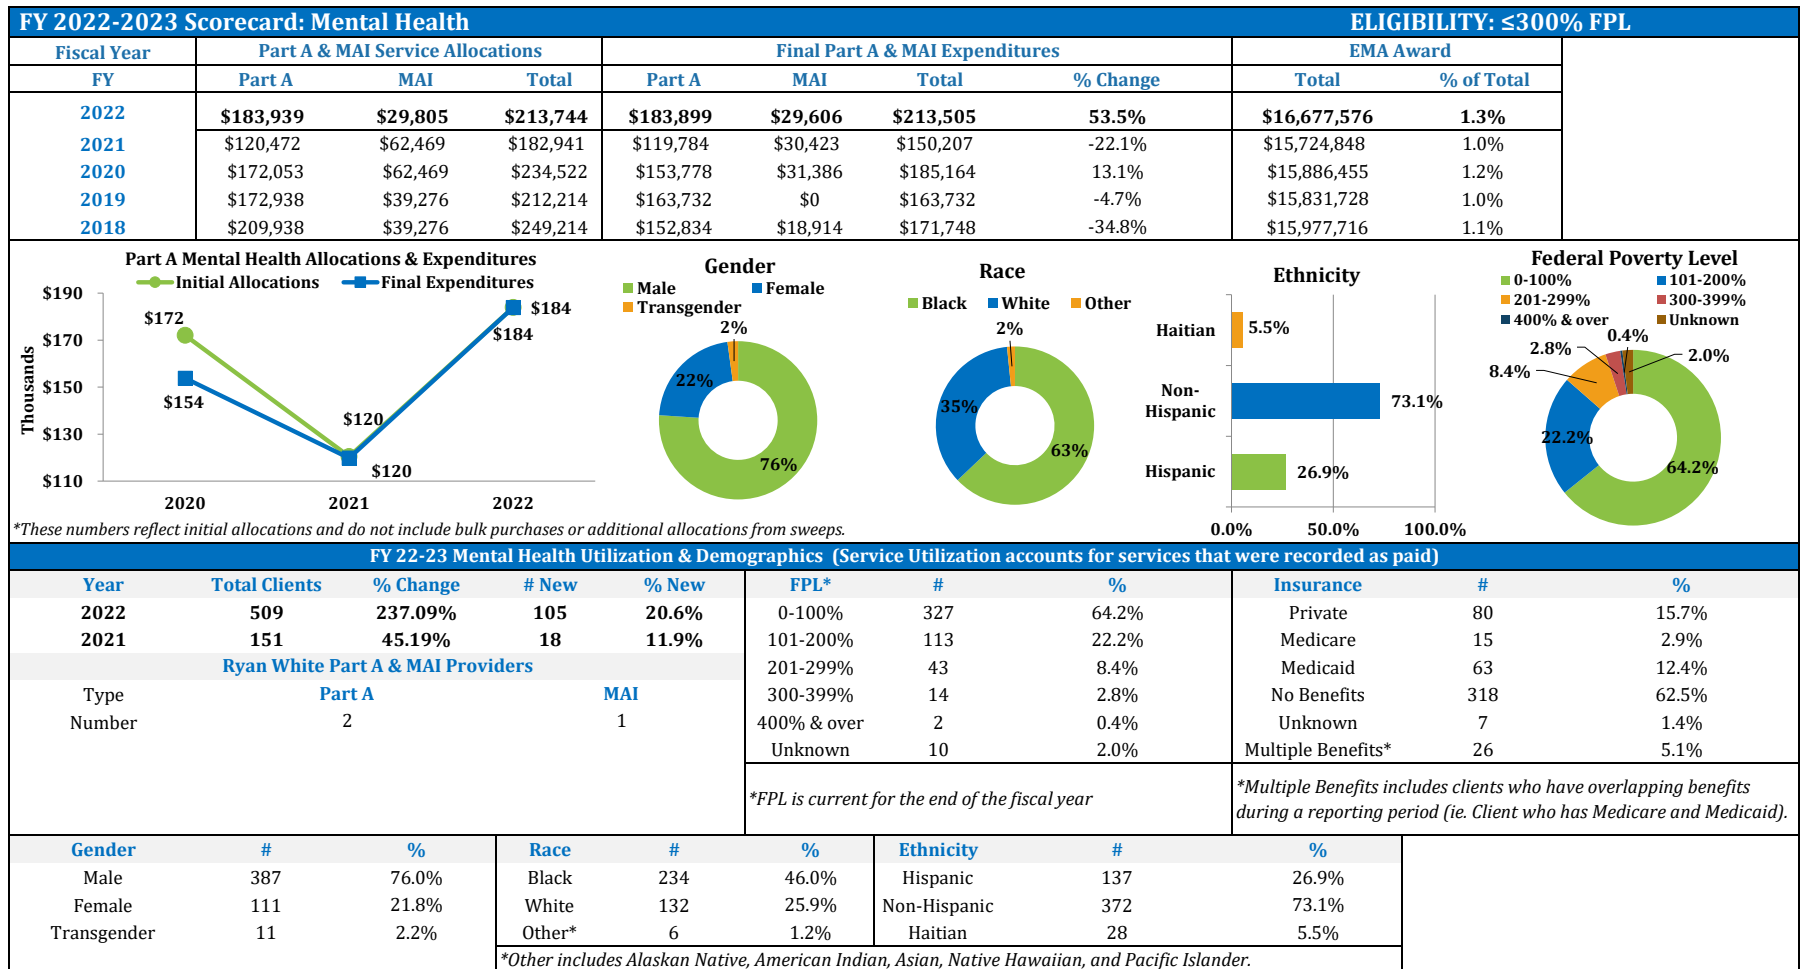 FY 2022-2023 Scorecard: Mental Health ELIGIBILITY: ≤300% FPL
Fiscal Year Part A & MAI Service Allocations Final Part A & MAI Expenditures EMA Award
FY Part A MAI Total Part A MAI Total % Change Total % of Total
2022 $183,939 $29,805 $213,744 $183,899 $29,606 $213,505 53.5% $16,677,576 1.3%
2021 $120,472 $62,469 $182,941 $119,784 $30,423 $150,207 -22.1% $15,724,848 1.0%
2020 $172,053 $62,469 $234,522 $153,778 $31,386 $185,164 13.1% $15,886,455 1.2%
2019 $172,938 $39,276 $212,214 $163,732 $0 $163,732 -4.7% $15,831,728 1.0%
2018 $209,938 $39,276 $249,214 $152,834 $18,914 $171,748 -34.8% $15,977,716 1.1%
Part A Mental Health Allocations & Expenditures
Initial Allocations Final Expenditures
Thousands
$190
$170
$150
$130
$110
$172
$154
$120
$120
$184
$184
2020 2021 2022
*These numbers reflect initial allocations and do not include bulk purchases or additional allocations from sweeps.
Gender
Male Female
Transgender
2%
22%
76%
Race
Black White Other
2%
35%
63%
Ethnicity
Haitian 5.5%
Non-
Hispanic
73.1%
Hispanic 26.9%
0.0% 50.0% 100.0%
Federal Poverty Level
0-100% 101-200%
201-299% 300-399%
400% & over Unknown
0.4%
2.8%
2.0%
8.4%
22.2%
64.2%
FY 22-23 Mental Health Utilization & Demographics (Service Utilization accounts for services that were recorded as paid)
Year Total Clients % Change # New % New
2022 509 237.09% 105 20.6%
2021 151 45.19% 18 11.9%
Ryan White Part A & MAI Providers
Type Part A MAI
Number 2 1
FPL* # %
0-100% 327 64.2%
101-200% 113 22.2%
201-299% 43 8.4%
300-399% 14 2.8%
400% & over 2 0.4%
Unknown 10 2.0%
*FPL is current for the end of the fiscal year
Insurance # %
Private 80 15.7%
Medicare 15 2.9%
Medicaid 63 12.4%
No Benefits 318 62.5%
Unknown 7 1.4%
Multiple Benefits* 26 5.1%
*Multiple Benefits includes clients who have overlapping benefits
during a reporting period (ie. Client who has Medicare and Medicaid).
Gender # %
Male 387 76.0%
Female 111 21.8%
Transgender 11 2.2%
Race # %
Black 234 46.0%
White 132 25.9%
Other* 6 1.2%
*Other includes Alaskan Native, American Indian, Asian, Native Hawaiian, and Pacific Islander.
Ethnicity # %
Hispanic 137 26.9%
Non-Hispanic 372 73.1%
Haitian 28 5.5%